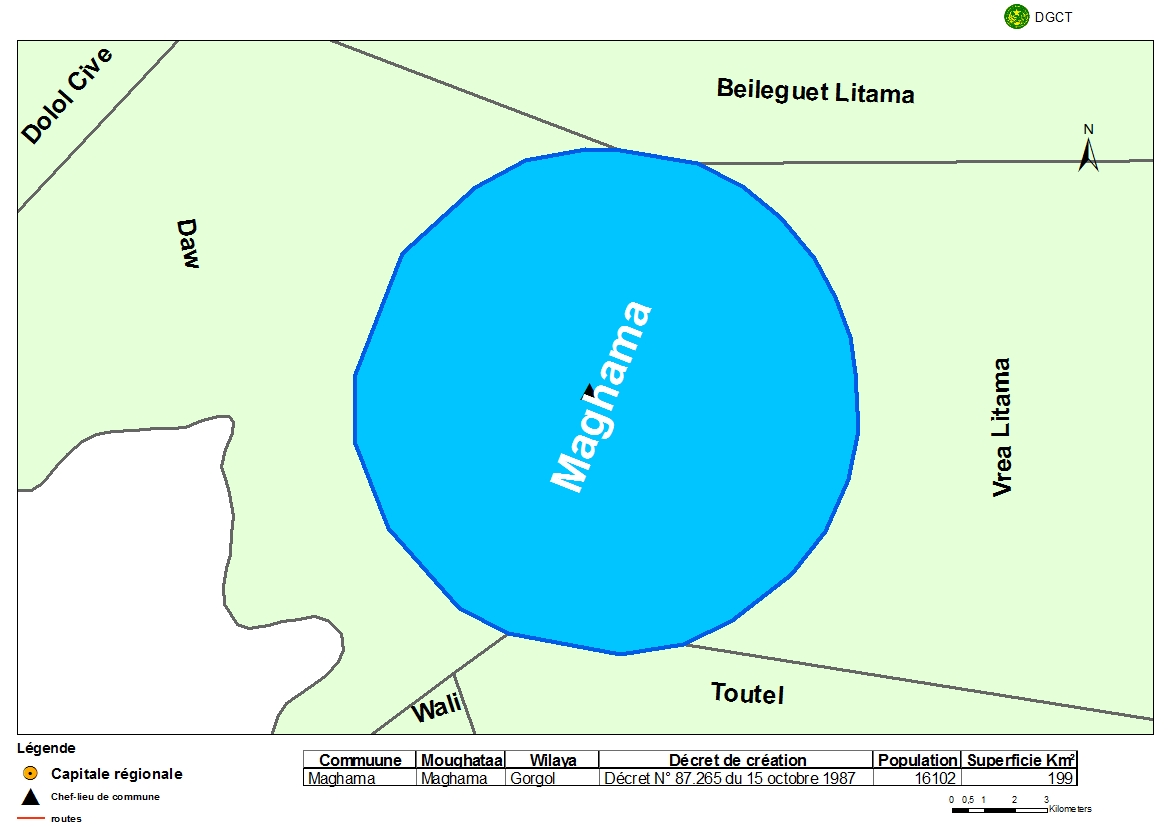 DGCT
Dolol Cive
Beileguet Litama
N
Daw
Maghama
Vrea Litama
Wali
Toutel
Légende
Capitale régionale
Chef-lieu de commune
routes
Commuune Moughataa Wilaya Décret de création Population Superficie Km²
Maghama Maghama Gorgol Décret N° 87.265 du 15 octobre 1987 16102 199
0 0,5 1 2 3
Kilometers